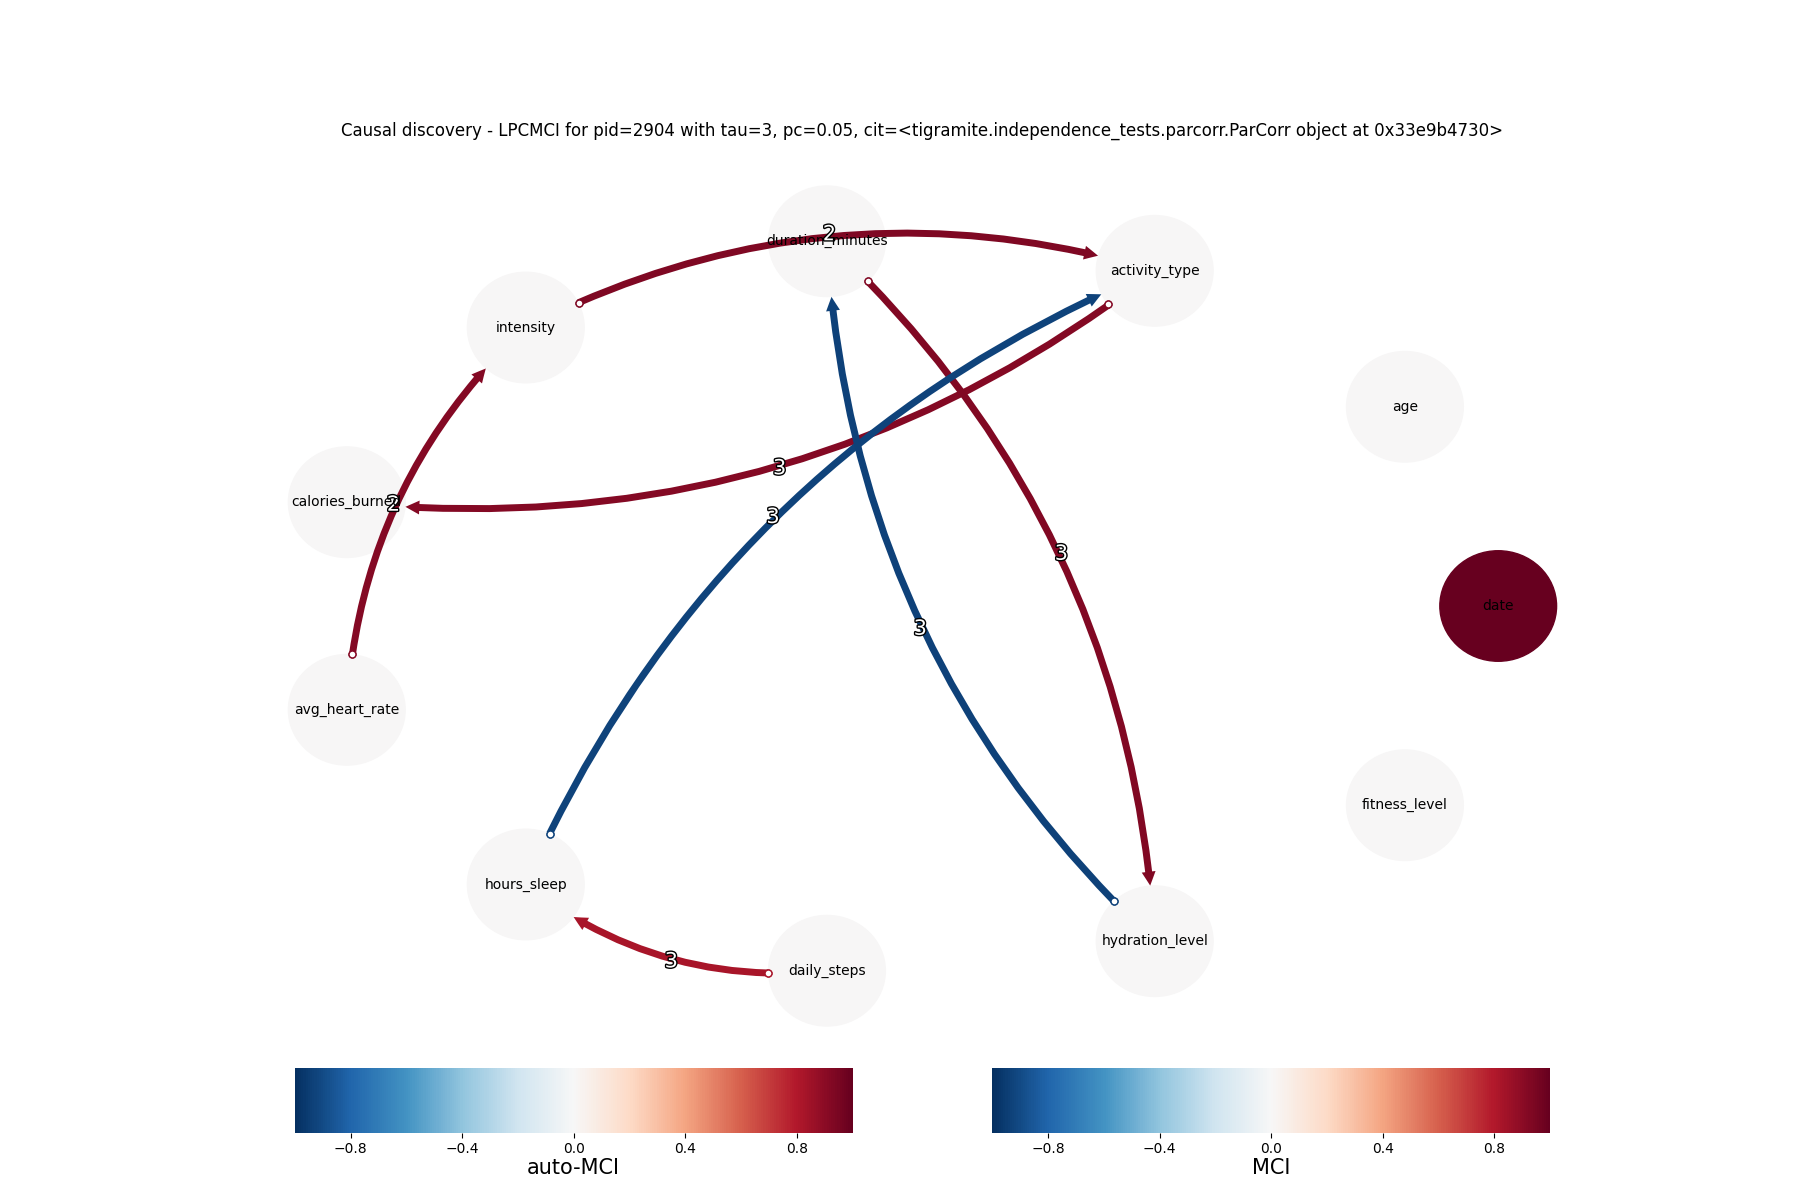 Causal discovery - LPCMCI for pid=2904 with tau=3, pc=0.05, cit=<tigramite.independence_tests.parcorr.ParCorr object at 0x33e9b4730>
2
duration_minutes
activity_type
intensity
age
3
calories_burned
2
3
3
date
3
avg_heart_rate
fitness_level
hours_sleep
hydration_level
3
daily_steps
−0.8 −0.4 0.0 0.4 0.8
auto-MCI
−0.8 −0.4 0.0 0.4 0.8
MCI